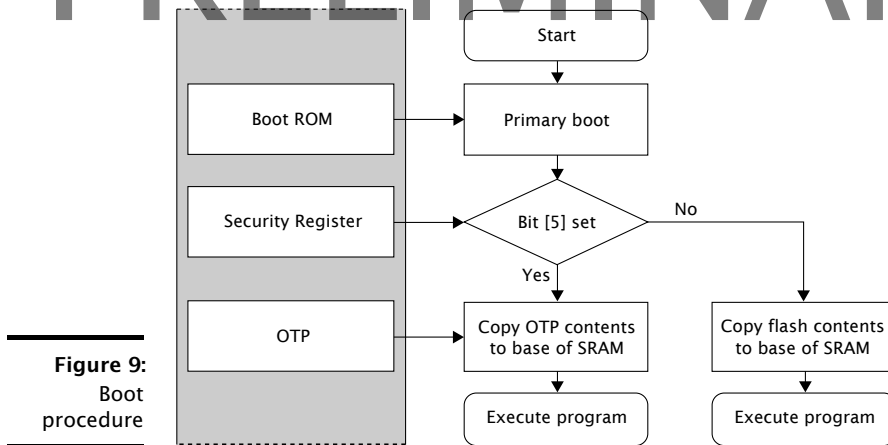 PRELIMINA
Start
Boot ROM
Primary boot
Security Register
Bit [5] set
No
Yes
OTP
Copy OTP contents
to base of SRAM
Copy flash contents
to base of SRAM
Execute program
Execute program
Figure 9:
Boot
procedure